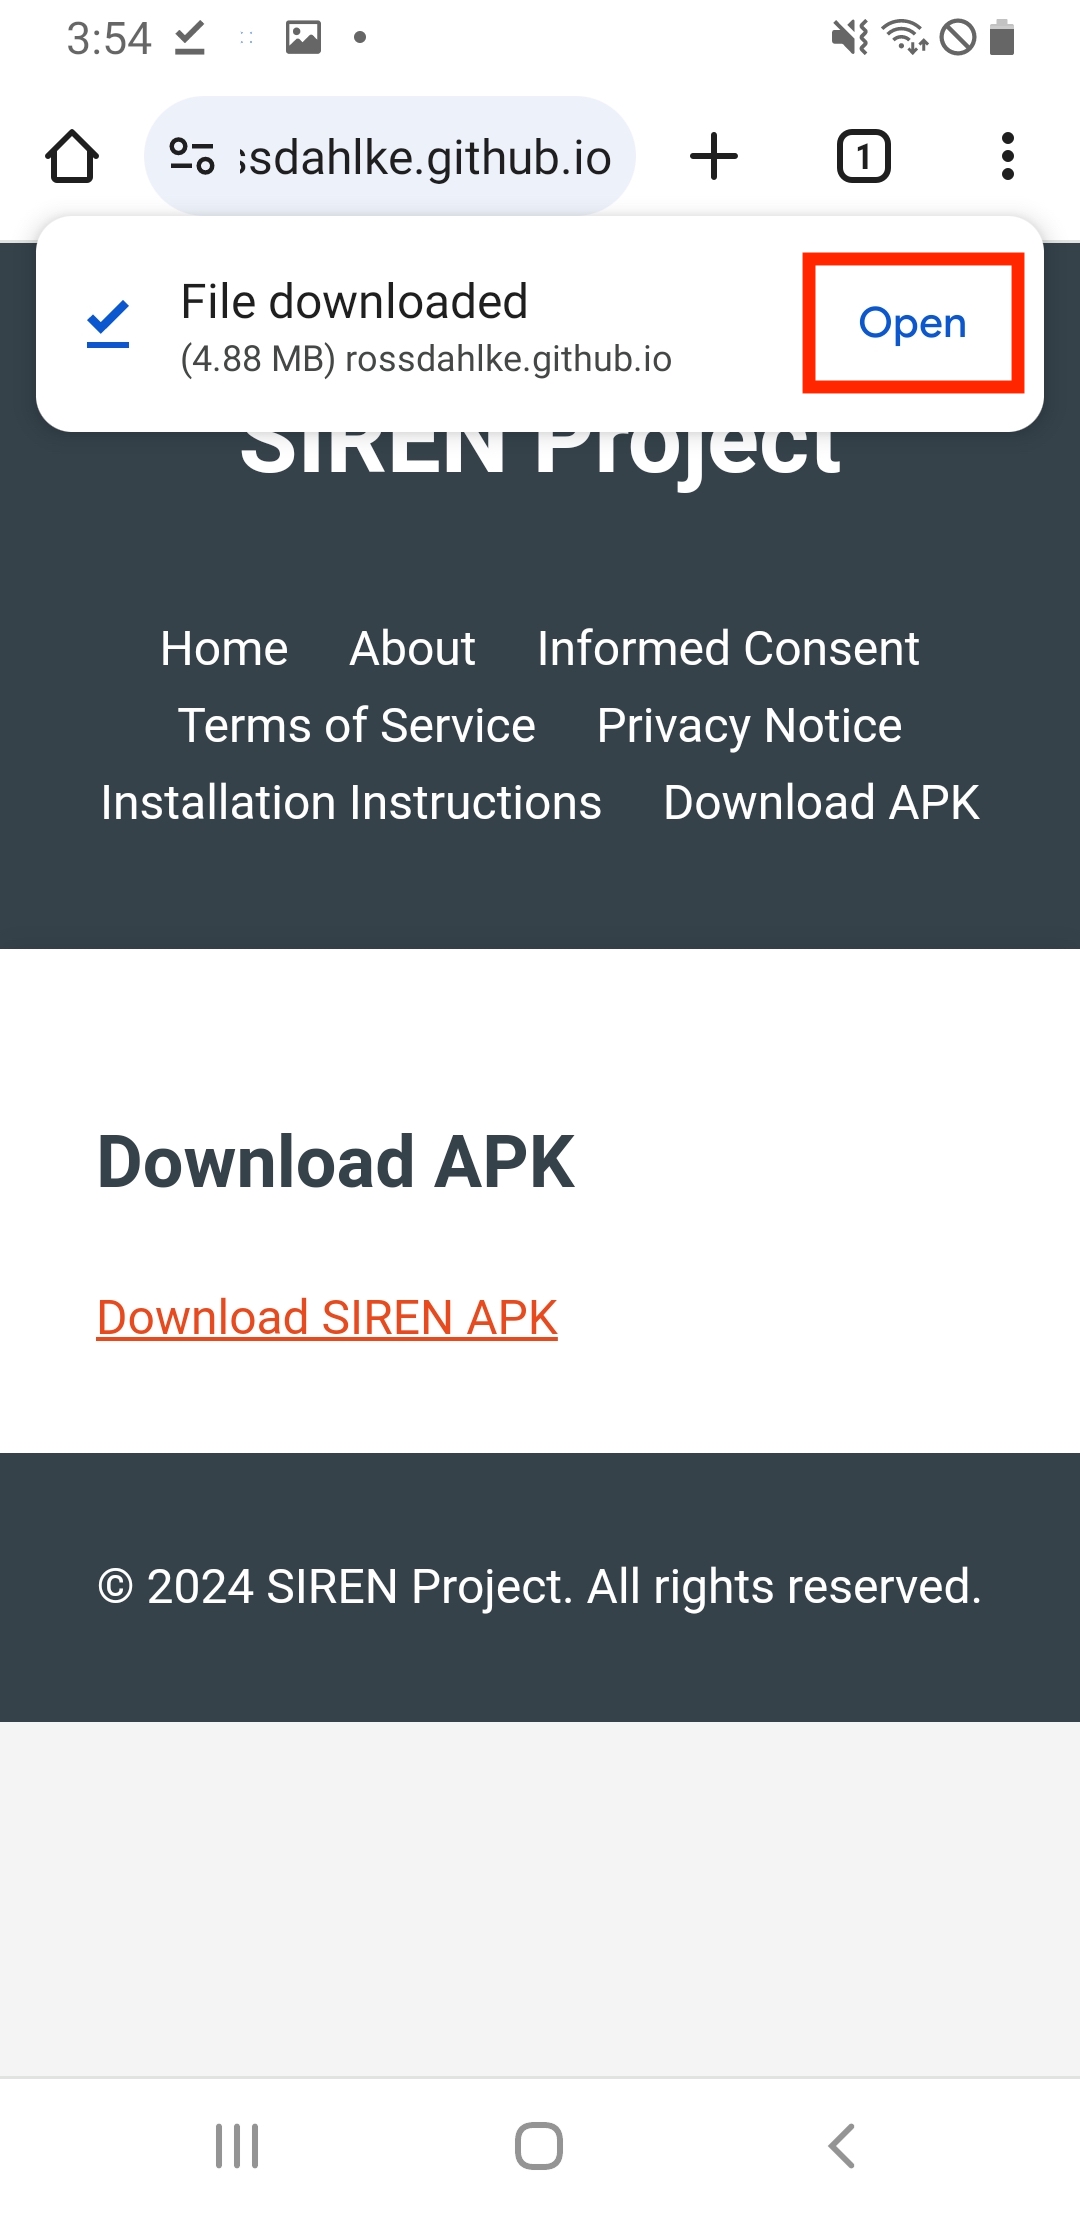 3:54
ssdahlke.github.io
1
File downloaded
Open
(4.88 MB) rossdahlke.github.io
SIREN Project
Home About Informed Consent
Terms of Service Privacy Notice
Installation Instructions Download APK
Download APK
Download SIREN APK
© 2024 SIREN Project. All rights reserved.